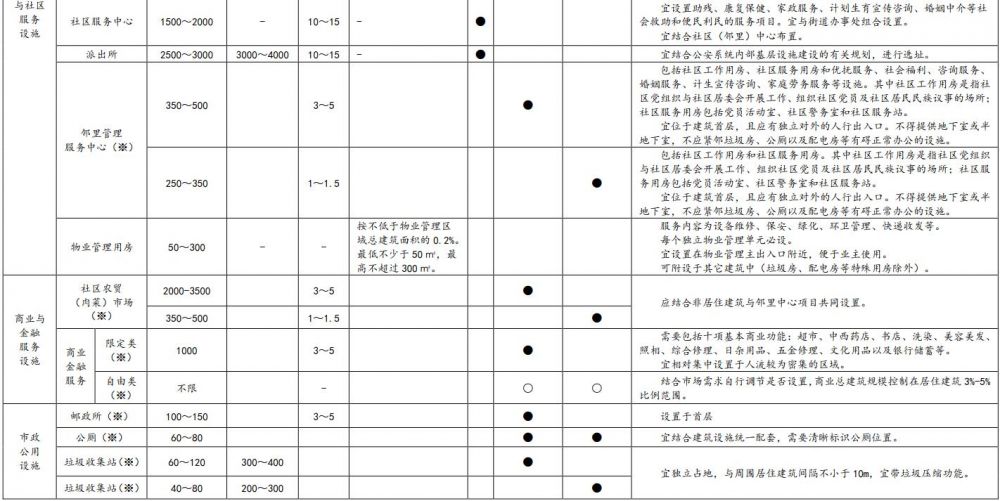 与社区
服务
设施
社区服务中心 1500～2000 - 10～15 - ●
宜设置助残、康复保健、家政服务、计划生育宣传咨询、婚姻中介等社
会救助和便民利民的服务项目。宜与街道办事处组合设置。
宜结合社区（邻里）中心布置。
派出所 2500～3000 3000～4000 10～15 - ● 宜结合公安系统内部基层设施建设的有关规划，进行选址。
邻里管理
服务中心（※）
350～500 3～5 ●
包括社区工作用房、社区服务用房和优抚服务、社会福利、咨询服务、
婚姻服务、计生宣传咨询、家庭劳务服务等设施。其中社区工作用房是指社
区党组织与社区居委会开展工作、组织社区党员及社区居民民族议事的场所；
社区服务用房包括党员活动室、社区警务室和社区服务站。
宜位于建筑首层，且应有独立对外的人行出入口。不得提供地下室或半
地下室，不应紧邻垃圾房、公厕以及配电房等有碍正常办公的设施。
250～350 1～1.5 ●
包括社区工作用房和社区服务用房。其中社区工作用房是指社区党组织
与社区居委会开展工作、组织社区党员及社区居民民族议事的场所；社区服
务用房包括党员活动室、社区警务室和社区服务站。
宜位于建筑首层，且应有独立对外的人行出入口。不得提供地下室或半
地下室，不应紧邻垃圾房、公厕以及配电房等有碍正常办公的设施。
物业管理用房 50～300 - -
按不低于物业管理区
域总建筑面积的 0.2%。
最低不少于 50 ㎡，最
高不超过 300 ㎡。
服务内容为设备维修、保安、绿化、环卫管理、快递收发等。
每个独立物业管理单元必设。
宜设置在物业管理主出入口附近，便于业主使用。
可附设于其它建筑中（垃圾房、配电房等特殊用房除外）。
商业与
金融
服务
设施
社区农贸
（肉菜）市场
（※）
2000-3500 3～5 ●
350～500 1～1.5 ●
应结合非居住建筑与邻里中心项目共同设置。
商业
金融
服务
限定类
（※）
1000 3～5 ●
需要包括十项基本商业功能：超市、中西药店、书店、洗染、美容美发、
照相、综合修理、日杂用品、五金修理、文化用品以及银行储蓄等。
宜相对集中设置于人流较为密集的区域。
自由类
（※）
不限 - ○ ○
结合市场需求自行调节是否设置，商业总建筑规模控制在居住建筑 3%-5%
比例范围。
市政
公用
设施
邮政所（※） 100～150 3～5 ● 设置于首层
公厕（※） 60～80 ● ● 宜结合建筑设施统一配套，需要清晰标识公厕位置。
垃圾收集站（※） 60～120 300～400 ●
宜独立占地，与周围居住建筑间隔不小于 10m，宜带垃圾压缩功能。
垃圾收集站（※） 40～80 200～300 ●